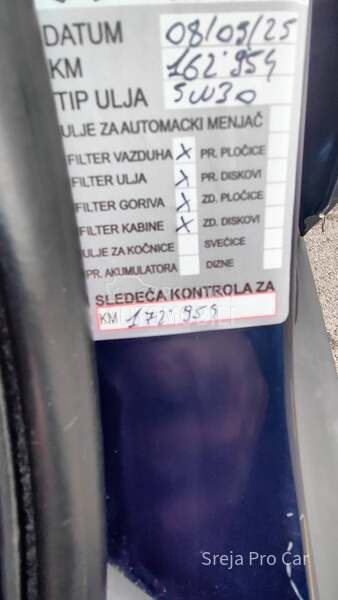 DATUM 08/09/25
KM 162'954
TIP ULJA 5W30
ULJE ZA AUTOMACKI MENJAČ
FILTER VAZDUHA X PR. PLOČICE
FILTER ULJA X PR. DISKOVI
FILTER GORIVA X ZD. PLOČICE
FILTER KABINE X ZD. DISKOVI
ULJE ZA KOČNICE SVEĆICE
PR. AKUMULATORA DIZNE
SLEDEĆA KONTROLA ZA
KM 172'954
Sreja Pro Car